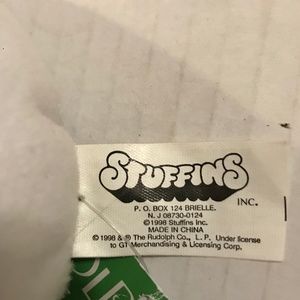 STUFFINS
INC.
P. O. BOX 124 BRIELLE.
N. J 08730-0124
©1998 Stuffins Inc.
MADE IN CHINA
©1998 & ® The Rudolph Co., L. P. Under license
to GT Merchandising & Licensing Corp.